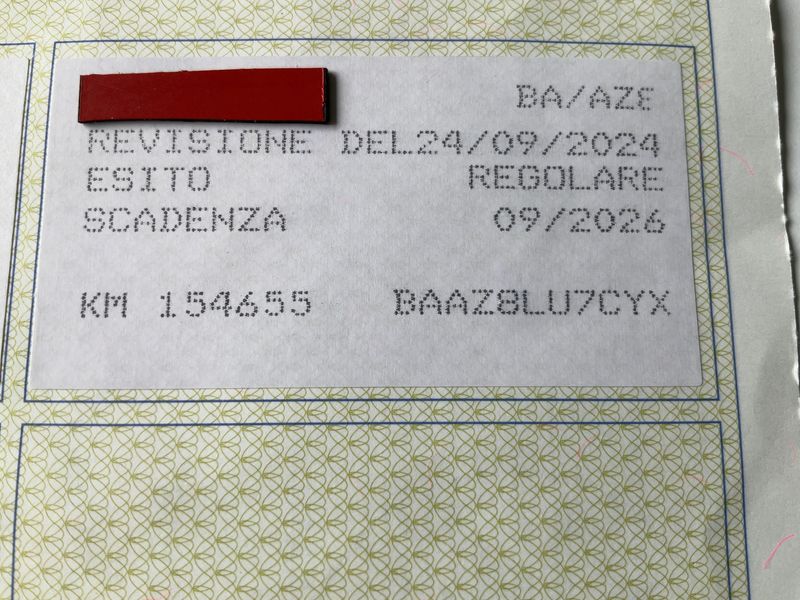 BA/AZE
REVISIONE DEL24/09/2024
ESITO REGOLARE
SCADENZA 09/2026
KM 154655 BAAZ8LU7CYX